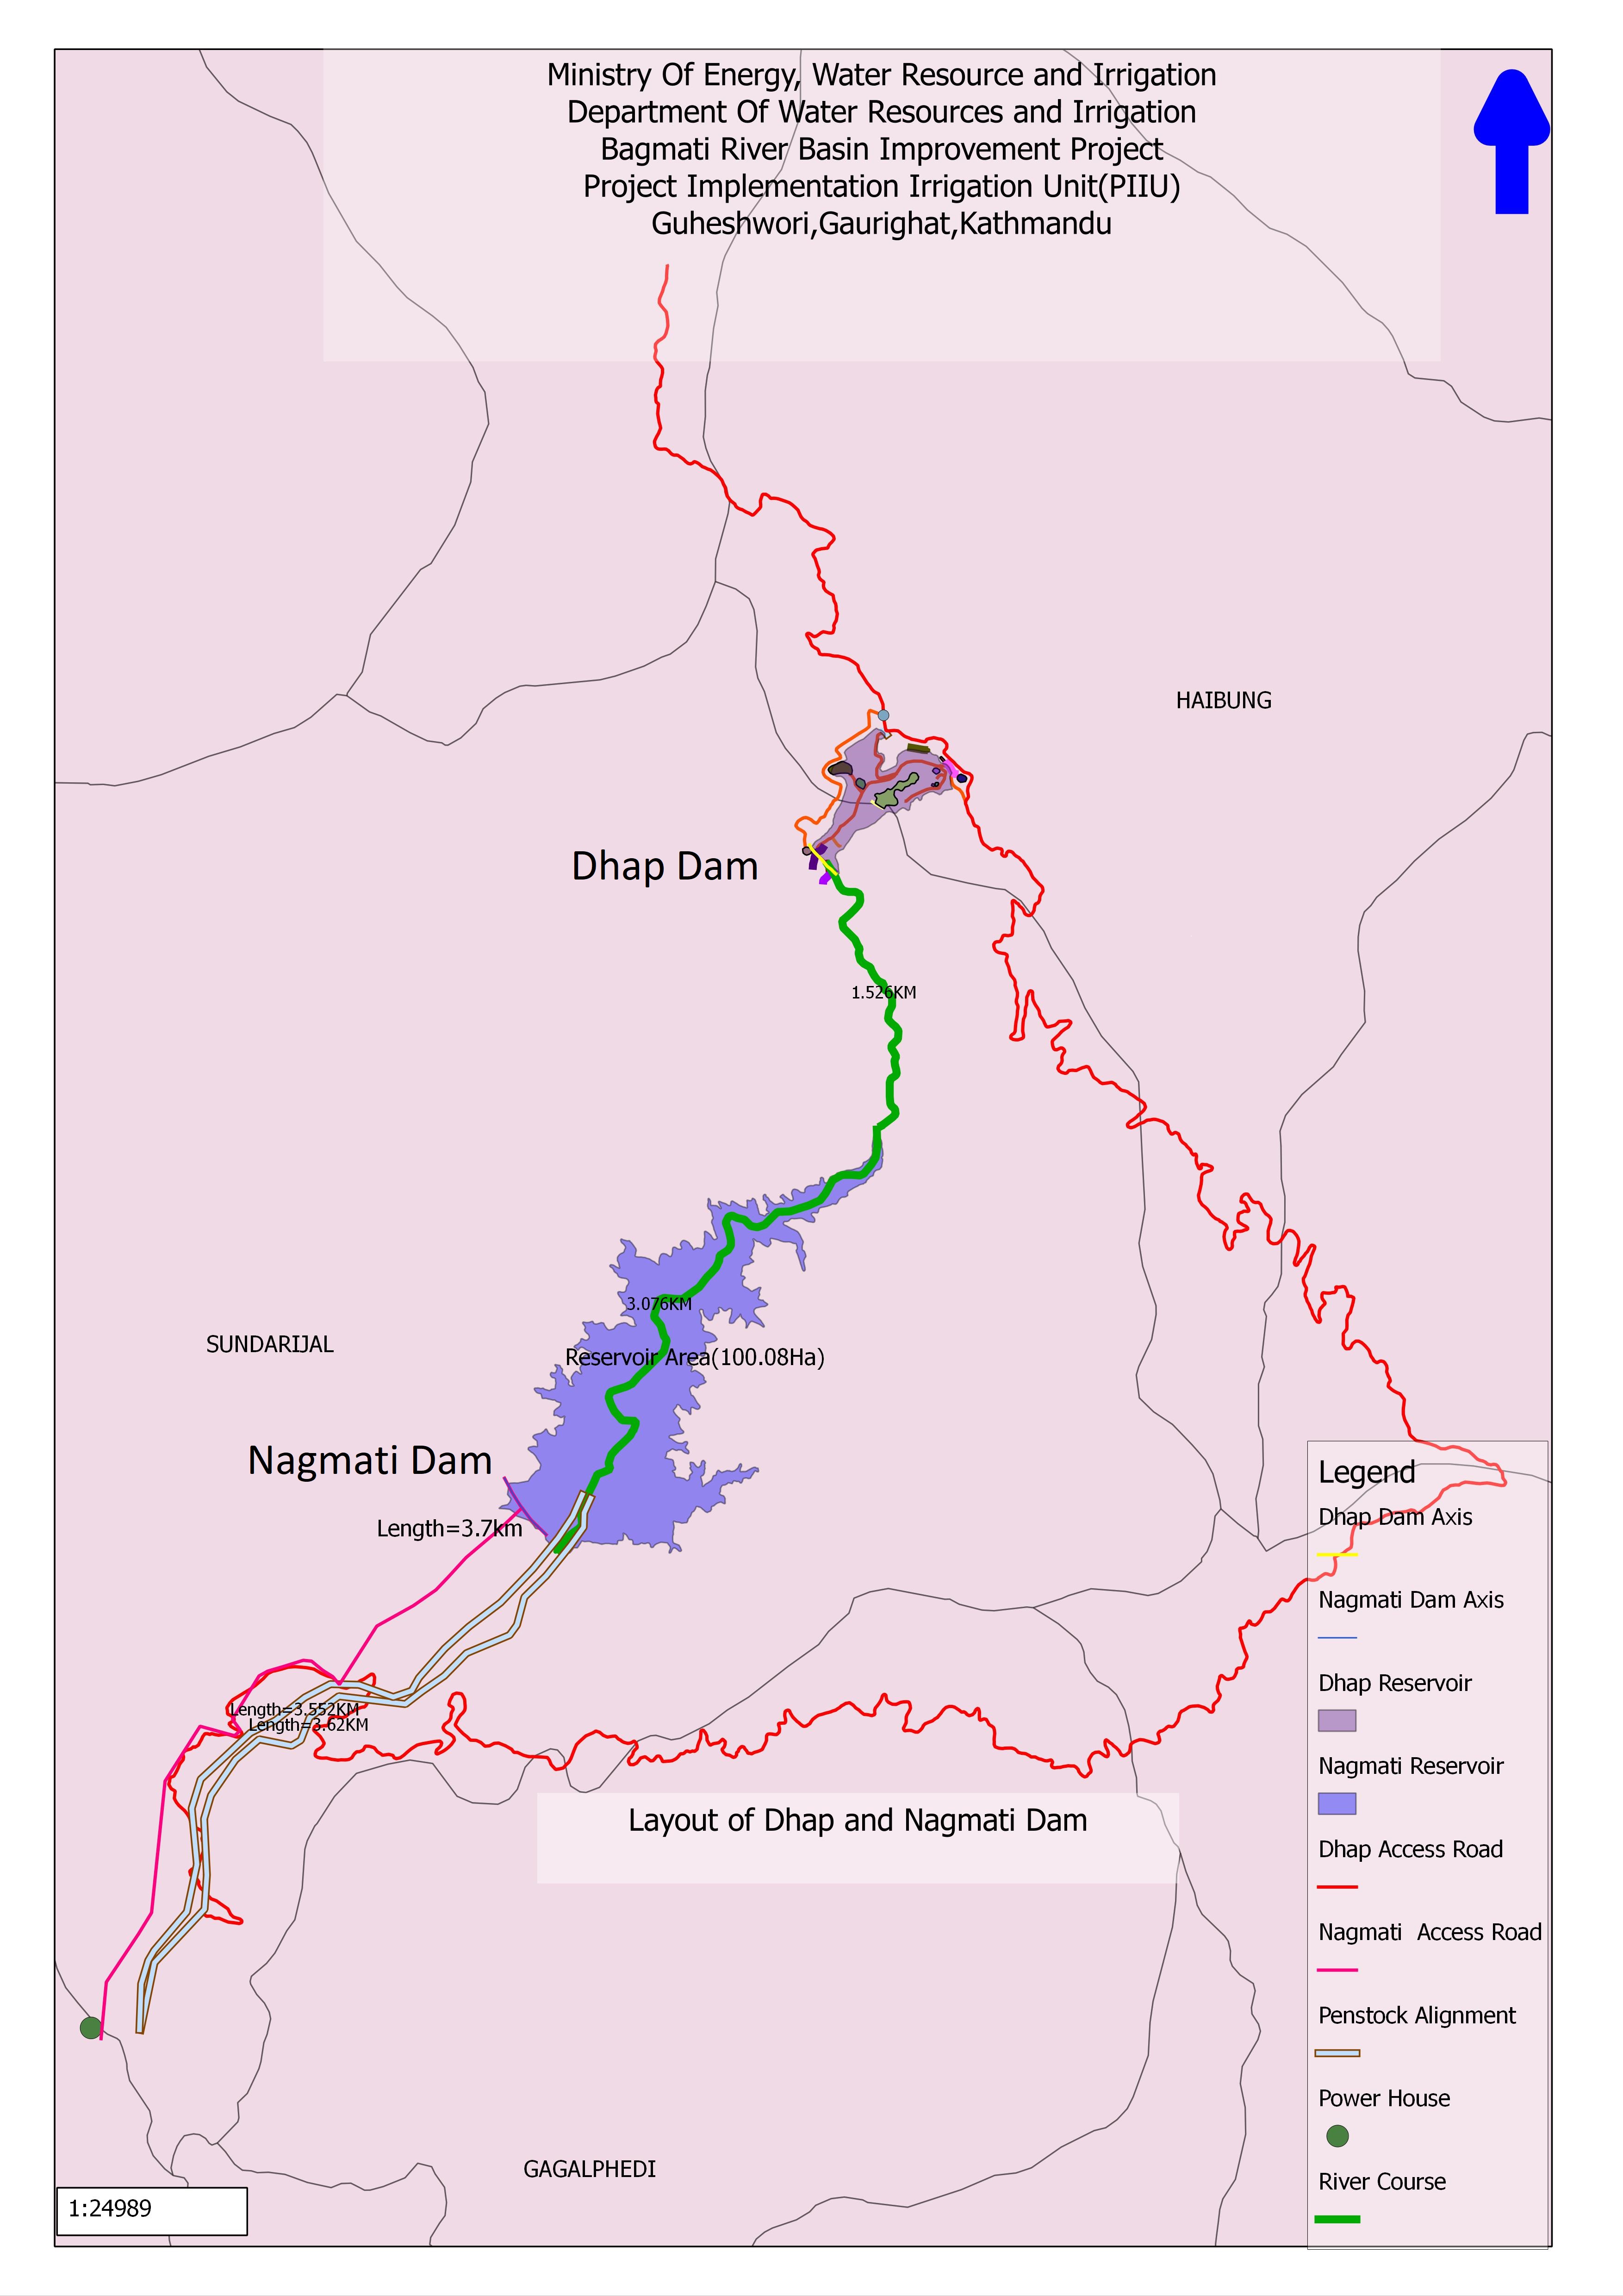 Ministry Of Energy, Water Resource and Irrigation
Department Of Water Resources and Irrigation
Bagmati River Basin Improvement Project
Project Implementation Irrigation Unit(PIIU)
Guheshwori,Gaurighat,Kathmandu
HAIBUNG
Dhap Dam
1.526KM
3.076KM
SUNDARIJAL
Reservoir Area(100.08Ha)
Nagmati Dam
Length=3.7km
Length=3.552KM
Length=3.62KM
Layout of Dhap and Nagmati Dam
GAGALPHEDI
1:24989
Legend
Dhap Dam Axis
Nagmati Dam Axis
Dhap Reservoir
Nagmati Reservoir
Dhap Access Road
Nagmati  Access Road
Penstock Alignment
Power House
River Course